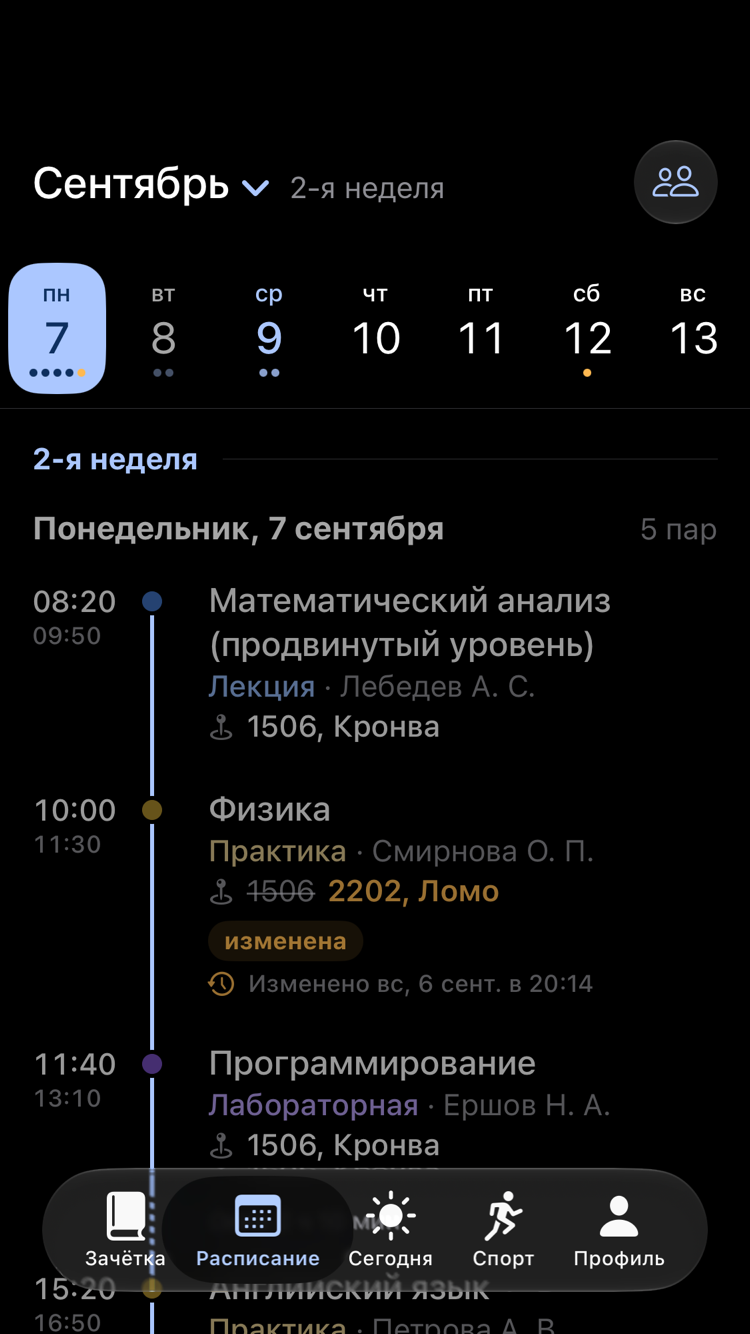 Сентябрь 2-я неделя
пн вт ср чт пт сб вс
7 8 9 10 11 12 13
2-я неделя
Понедельник, 7 сентября 5 пар
08:20 Математический анализ
09:50 (продвинутый уровень)
Лекция · Лебедев А. С.
1506, Кронва
10:00 Физика
11:30 Практика · Смирнова О. П.
1506 2202, Ломо
изменена
Изменено вс, 6 сент. в 20:14
11:40 Программирование
13:10 Лабораторная · Ершов Н. А.
1506, Кронва
Зачётка Расписание Сегодня Спорт Профиль
15:20 Английский язык
16:50 Практика · Петрова А. В.